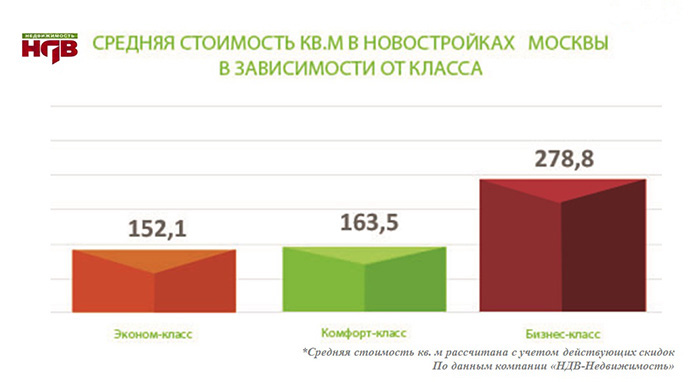 НЕДВИЖИМОСТЬ
НДВ
СРЕДНЯЯ СТОИМОСТЬ КВ.М В НОВОСТРОЙКАХ МОСКВЫ
В ЗАВИСИМОСТИ ОТ КЛАССА
278,8
152,1
163,5
Эконом-класс
Комфорт-класс
Бизнес-класс
*Средняя стоимость кв. м рассчитана с учетом действующих скидок
По данным компании «НДВ-Недвижимость»